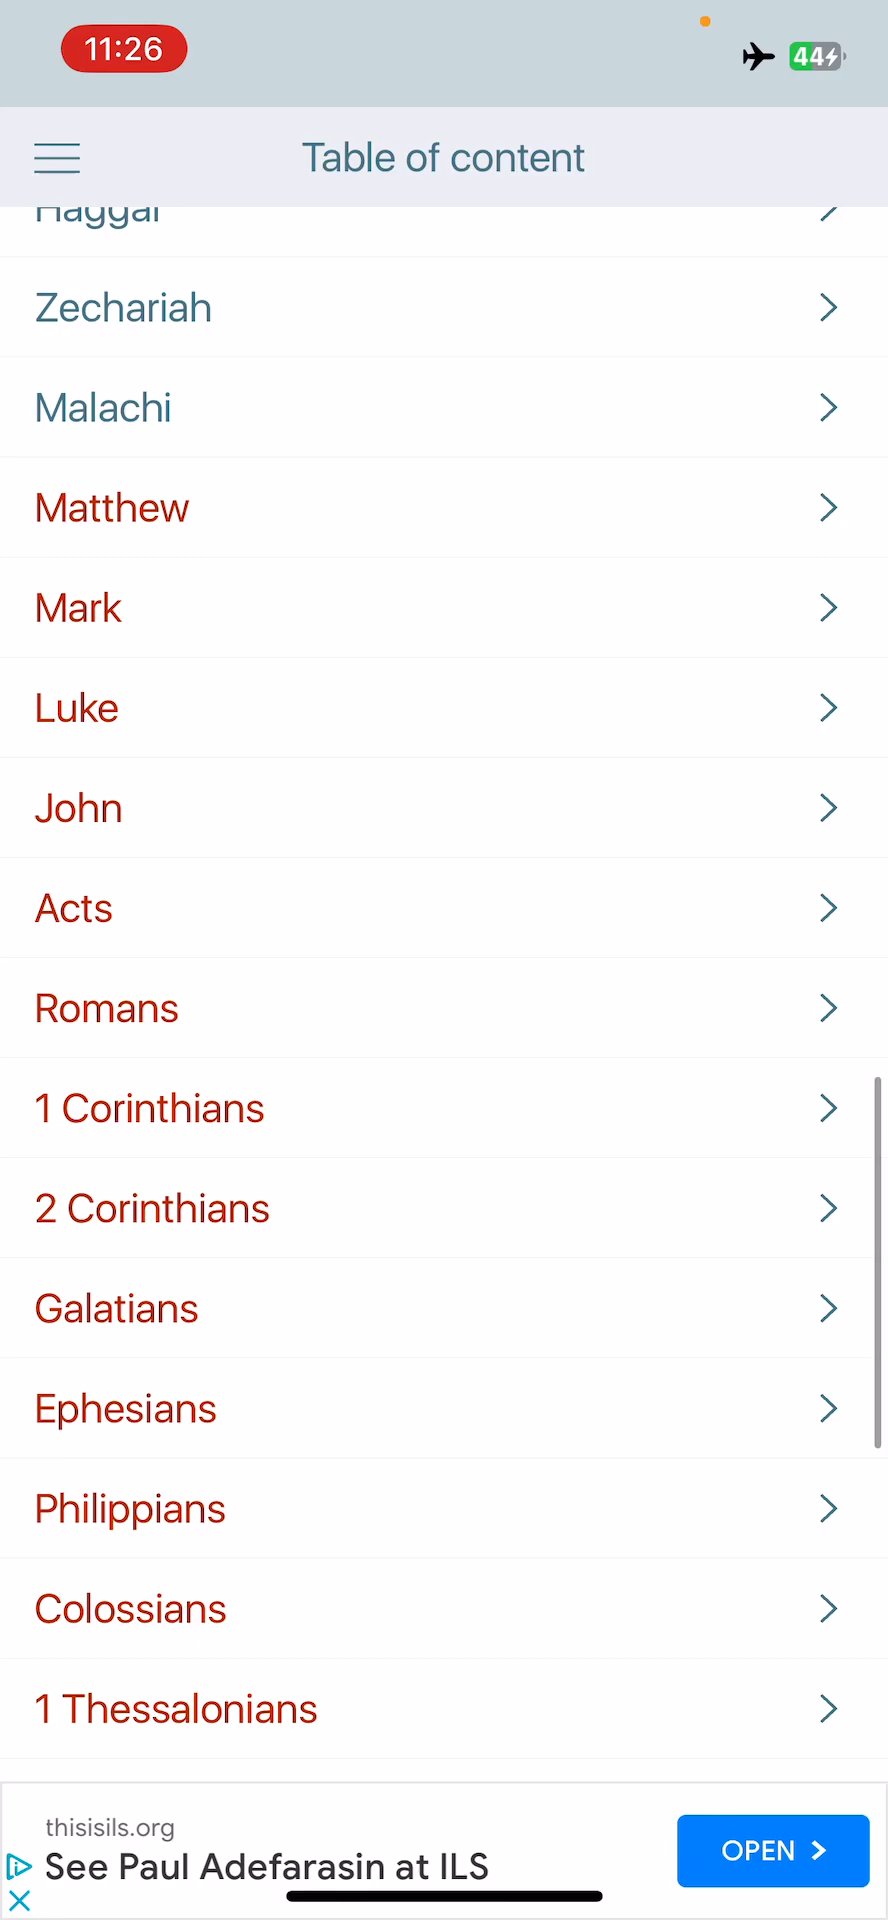 11:26
44
Table of content
Haggai
Zechariah
Malachi
Matthew
Mark
Luke
John
Acts
Romans
1 Corinthians
2 Corinthians
Galatians
Ephesians
Philippians
Colossians
1 Thessalonians
thisisils.org
See Paul Adefarasin at ILS
OPEN